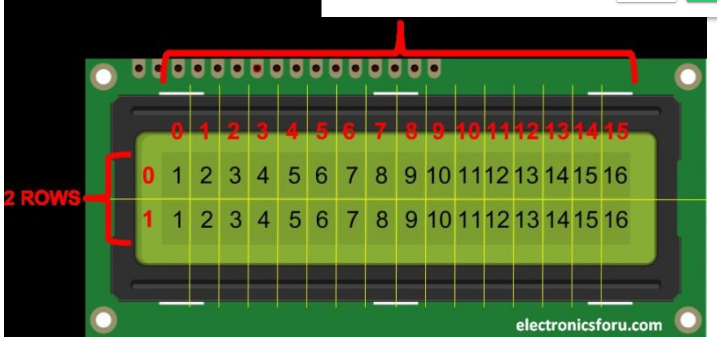 0 1 2 3 4 5 6 7 8 9 10 11 12 13 14 15
0 1 2 3 4 5 6 7 8 9 10 11 12 13 14 15 16
2 ROWS
1 1 2 3 4 5 6 7 8 9 10 11 12 13 14 15 16
electronicsforu.com